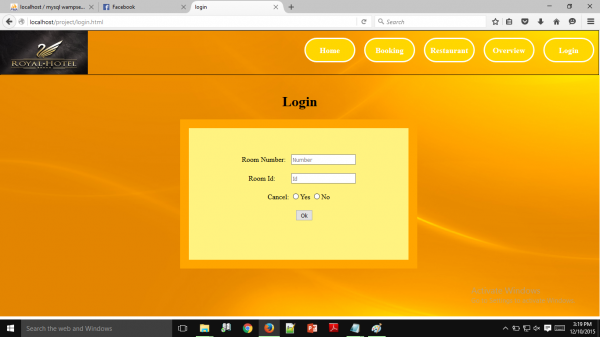 localhost / mysql wampse...
Facebook
login
localhost/project/login.html
Search
ROYAL-HOTEL
Home
Booking
Restaurant
Overview
Login
Login
Room Number:
Number
Room Id:
Id
Cancel:
Yes
No
Ok
Search the web and Windows
3:19 PM
12/10/2015